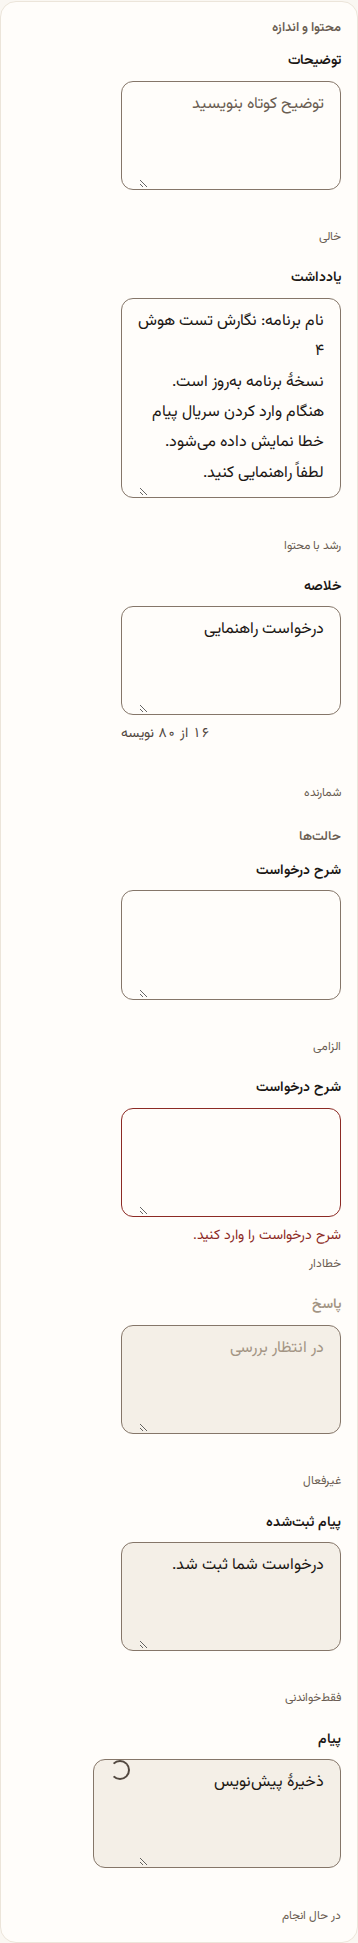 محتوا و اندازه
توضیحات
توضیح کوتاه بنویسید
خالی
یادداشت
نام برنامه: نگارش تست هوش
۴
نسخهٔ برنامه به‌روز است.
هنگام وارد کردن سریال پیام
خطا نمایش داده می‌شود.
لطفاً راهنمایی کنید.
رشد با محتوا
خلاصه
درخواست راهنمایی
۱۶ از ۸۰ نویسه
شمارنده
حالت‌ها
شرح درخواست
الزامی
شرح درخواست
شرح درخواست را وارد کنید.
خطادار
پاسخ
در انتظار بررسی
غیرفعال
پیام ثبت‌شده
درخواست شما ثبت شد.
فقط‌خواندنی
پیام
ذخیرهٔ پیش‌نویس
در حال انجام